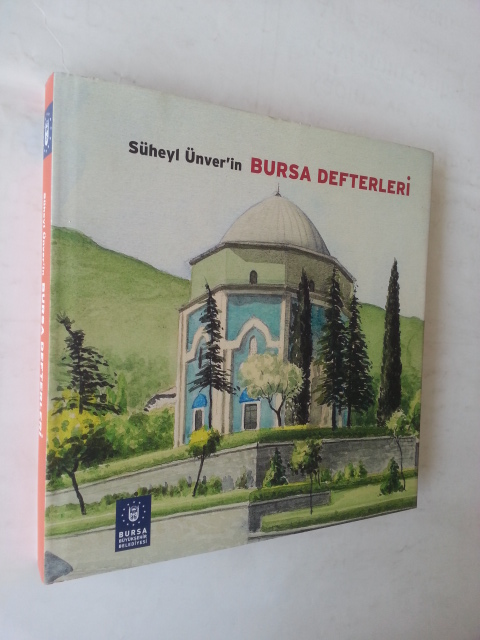 Süheyl Ünver'in BURSA DEFTERLERİ
BURSA
BÜYÜKŞEHİR
BELEDİYESİ
Süheyl Ünver'in BURSA DEFTERLERİ